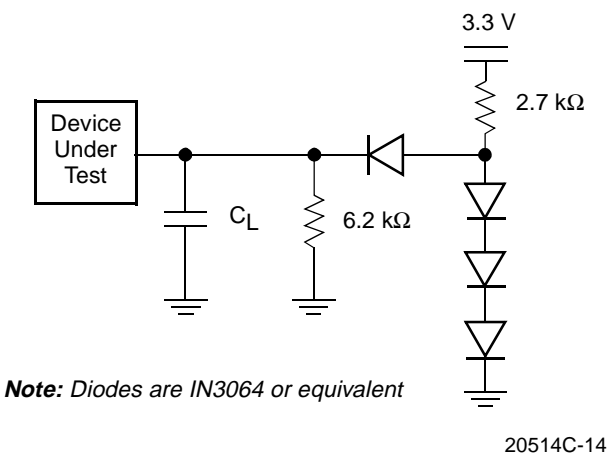 3.3 V
2.7 kΩ
Device
Under
Test
CL
6.2 kΩ
Note: Diodes are IN3064 or equivalent
20514C-14